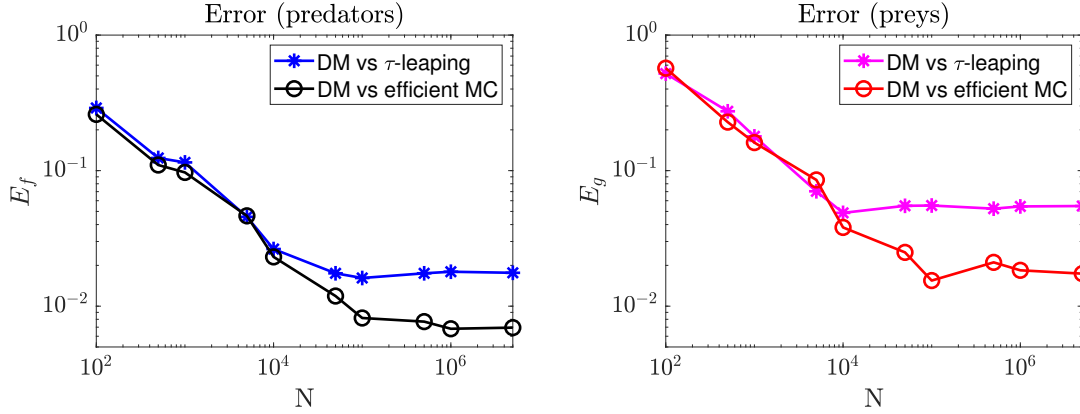 Error (predators)
10^0
10^-1
10^-2
E_f
DM vs τ-leaping
DM vs efficient MC
10^2
10^4
10^6
N
Error (preys)
10^0
10^-1
10^-2
E_g
DM vs τ-leaping
DM vs efficient MC
10^2
10^4
10^6
N